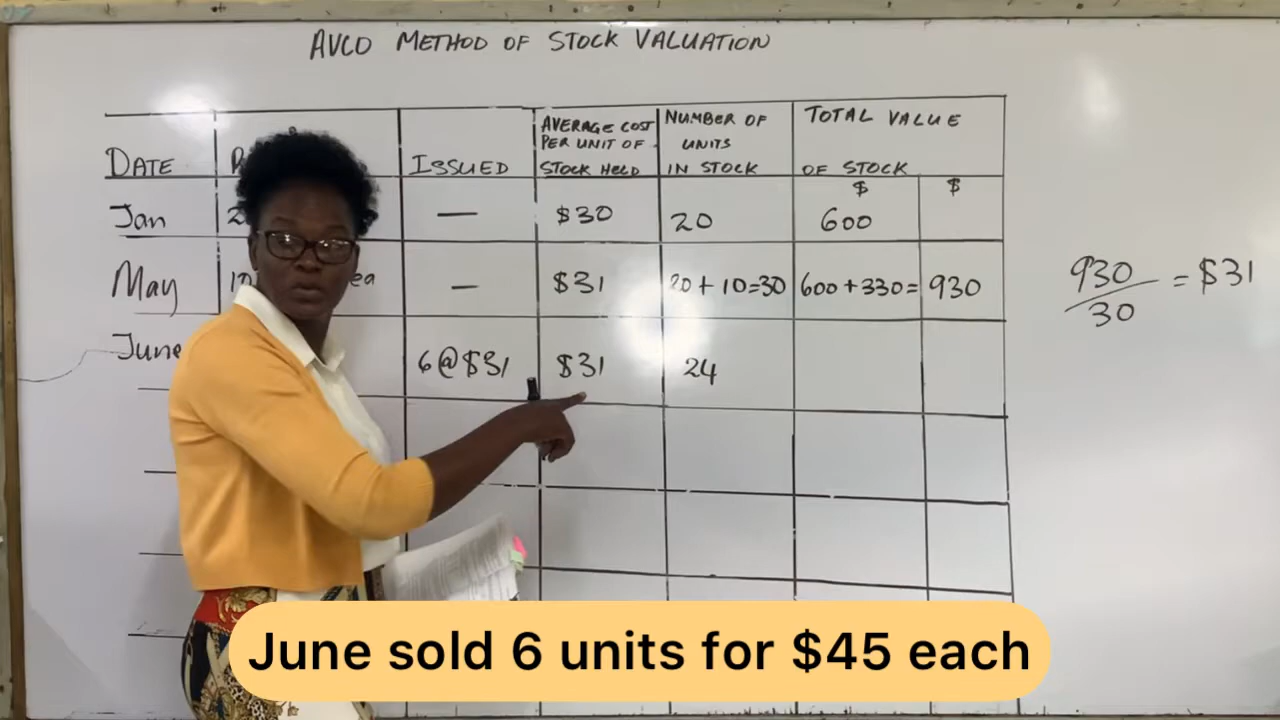 AVCO METHOD OF STOCK VALUATION
DATE ISSUED AVERAGE COST PER UNIT OF STOCK HELD NUMBER OF UNITS IN STOCK TOTAL VALUE OF STOCK
$ $
Jan — $30 20 600
May 10 ea — $31 20 + 10 = 30 600 + 330 = 930
June 6 @ $31 $31 24
930
30
= $31
June sold 6 units for $45 each